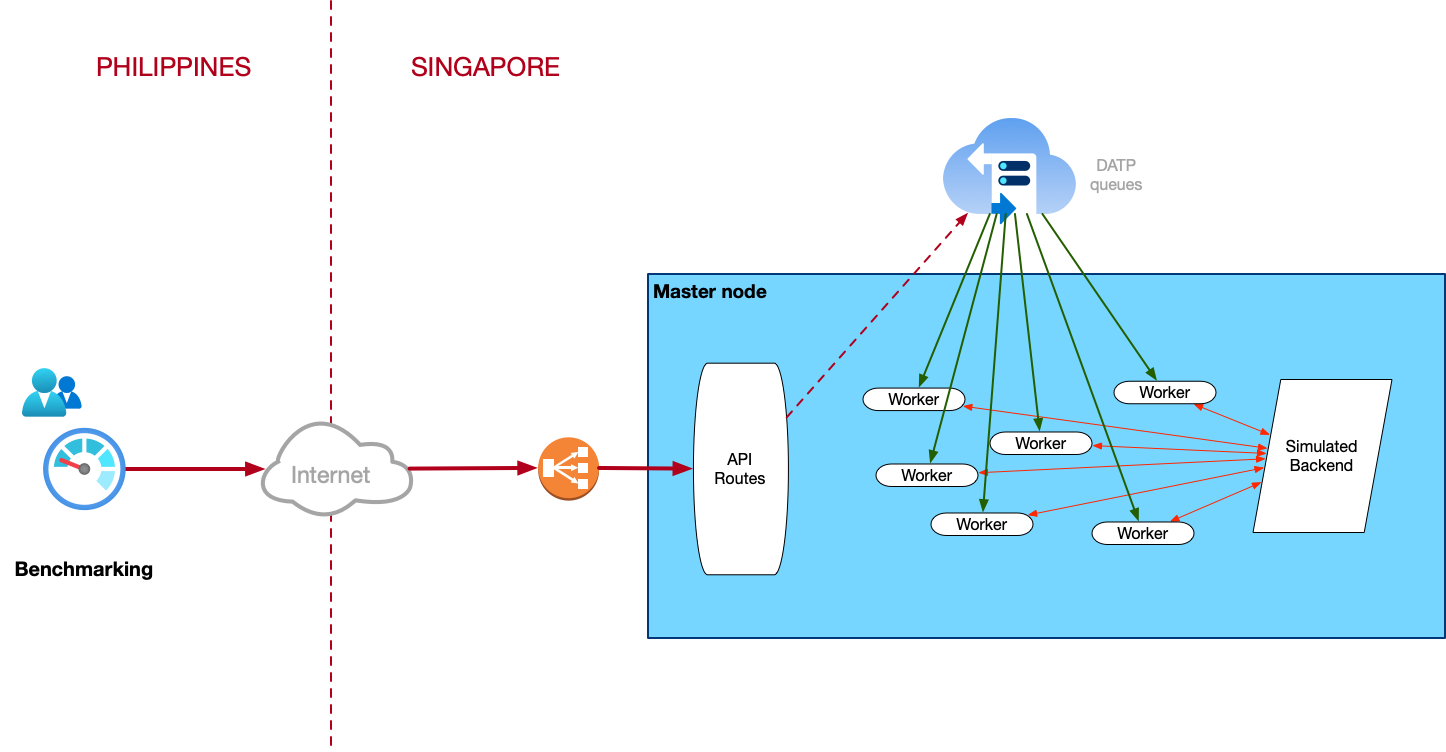 PHILIPPINES
SINGAPORE
DATP
queues
Master node
Worker
Worker
Worker
Worker
Worker
Worker
API
Routes
Simulated
Backend
Internet
Benchmarking